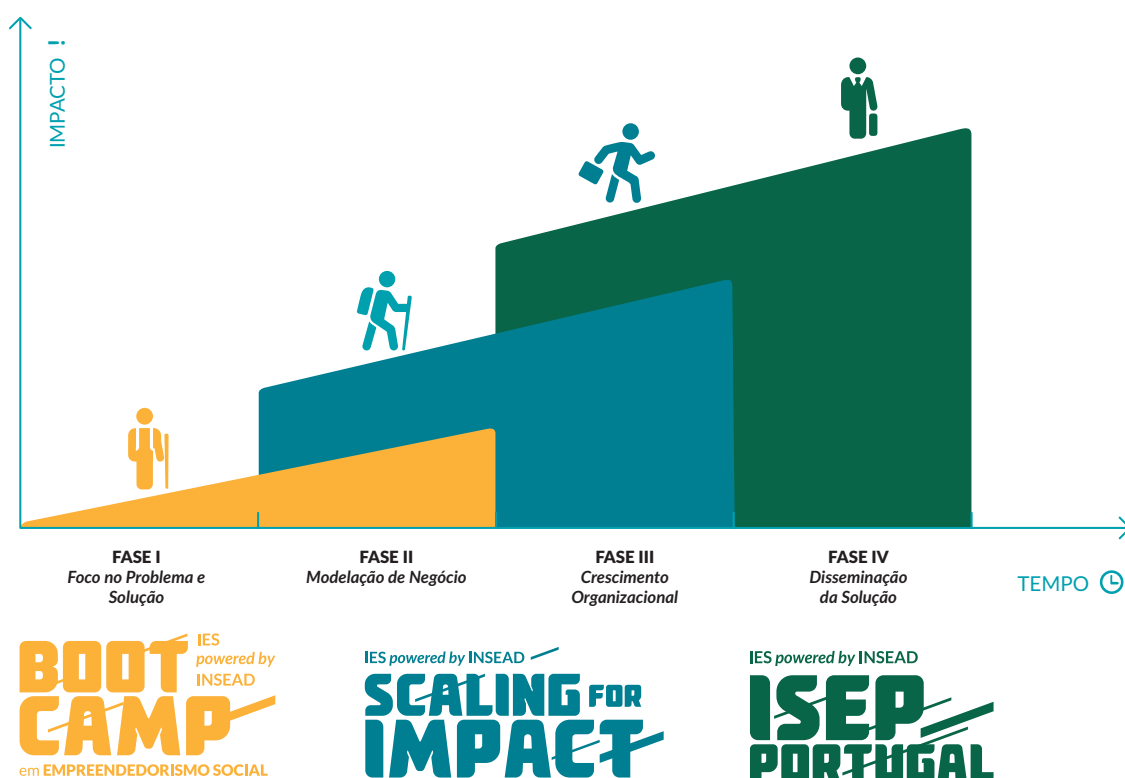 IMPACTO !
FASE I
Foco no Problema e
Solução
FASE II
Modelação de Negócio
FASE III
Crescimento
Organizacional
FASE IV
Disseminação
da Solução
TEMPO
BOOT
CAMP
IES
powered by
INSEAD
em EMPREENDEDORISMO SOCIAL
IES powered by INSEAD
SCALING FOR
IMPACT
IES powered by INSEAD
ISEP
PORTUGAL